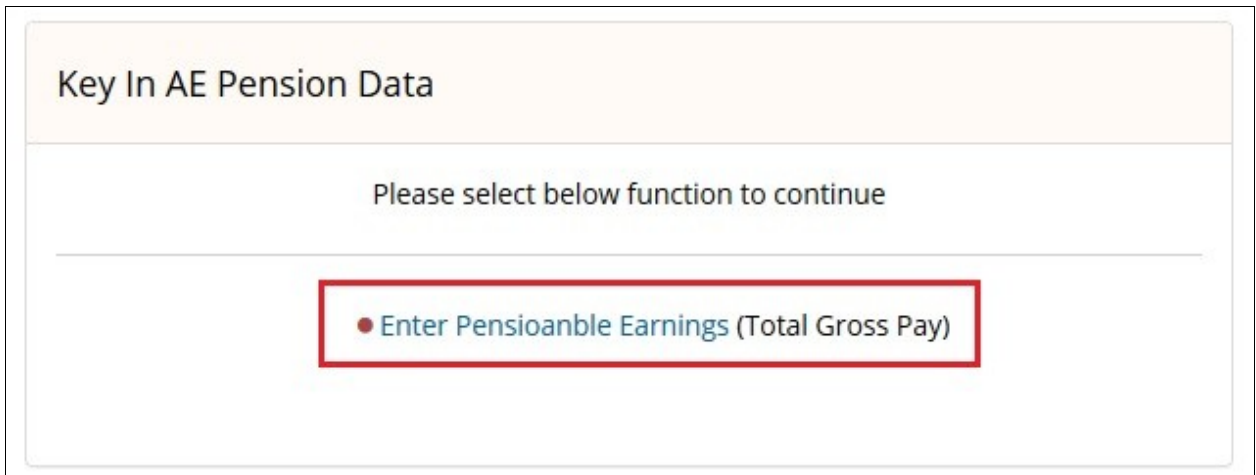 Key In AE Pension Data
Please select below function to continue
Enter Pensioanble Earnings (Total Gross Pay)